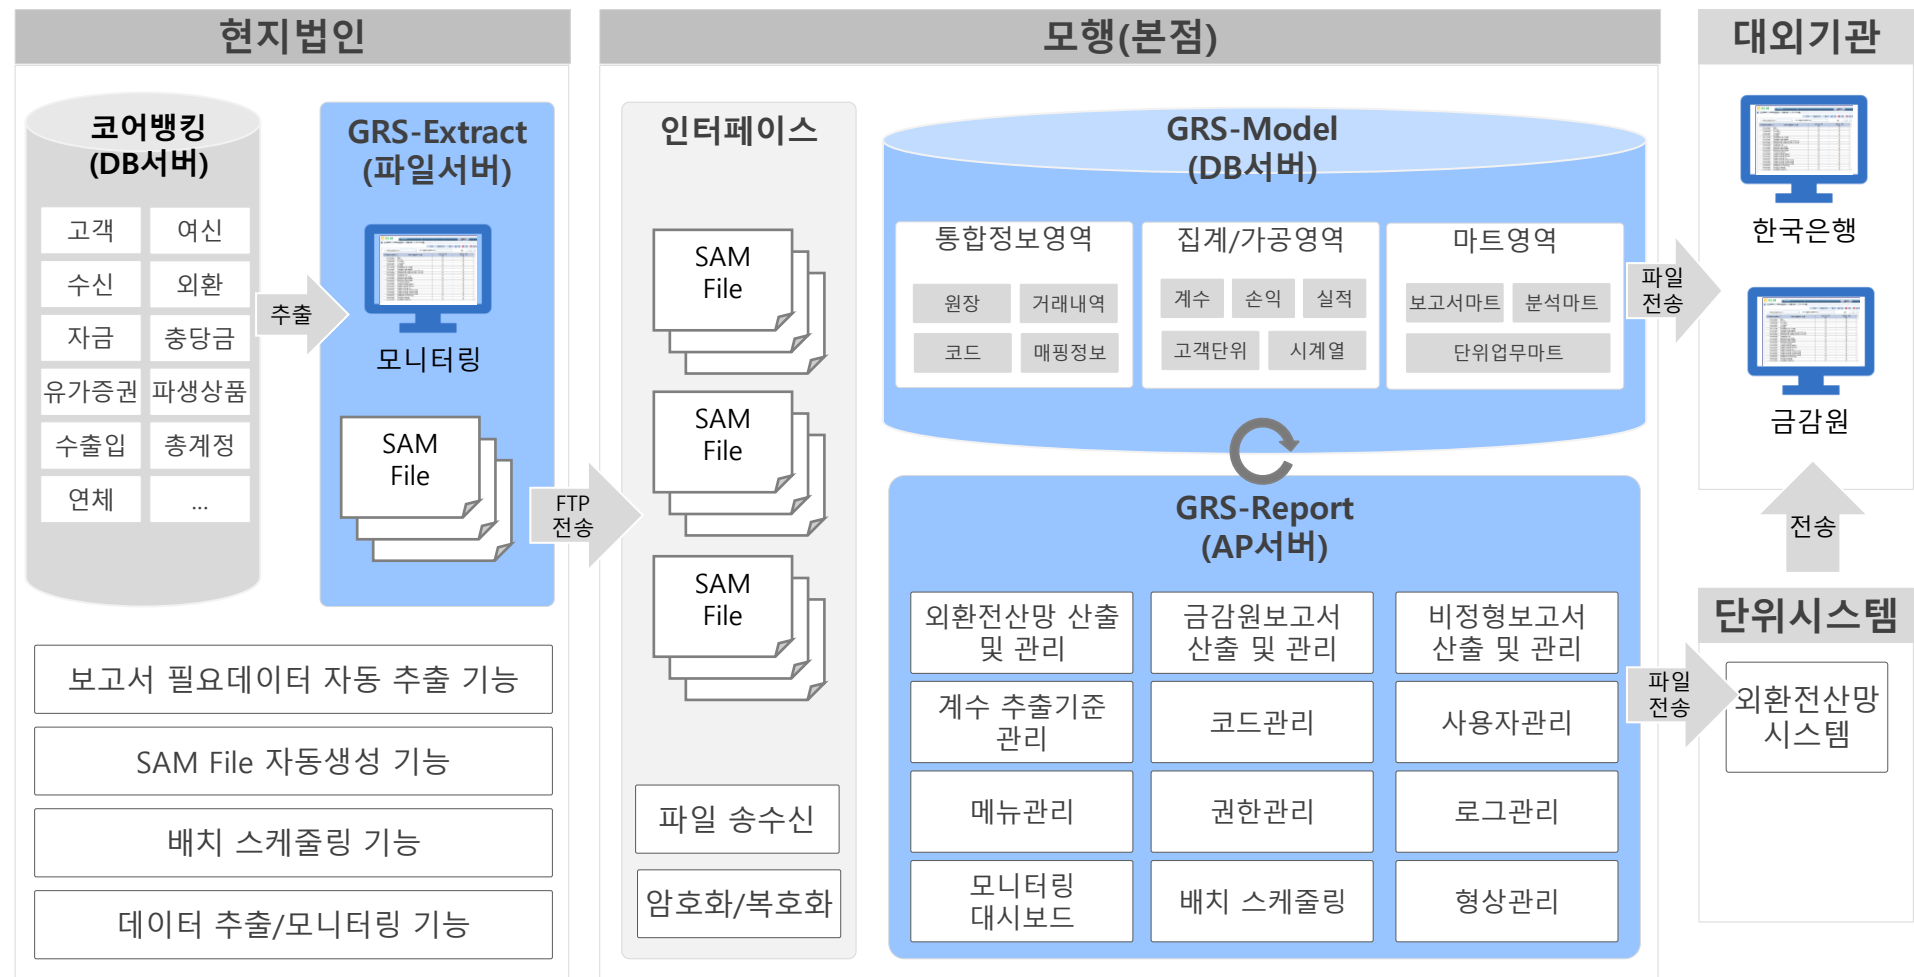 현지법인
코어뱅킹
(DB서버)
고객
여신
수신
외환
자금
충당금
유가증권
파생상품
수출입
총계정
연체
...
추출
GRS-Extract
(파일서버)
모니터링
SAM
File
FTP
전송
보고서 필요데이터 자동 추출 기능
SAM File 자동생성 기능
배치 스케줄링 기능
데이터 추출/모니터링 기능
모행(본점)
인터페이스
SAM
File
SAM
File
SAM
File
파일 송수신
암호화/복호화
GRS-Model
(DB서버)
통합정보영역
원장
거래내역
코드
매핑정보
집계/가공영역
계수
손익
실적
고객단위
시계열
마트영역
보고서마트
분석마트
단위업무마트
GRS-Report
(AP서버)
외환전산망 산출
및 관리
금감원보고서
산출 및 관리
비정형보고서
산출 및 관리
계수 추출기준
관리
코드관리
사용자관리
메뉴관리
권한관리
로그관리
모니터링
대시보드
배치 스케줄링
형상관리
파일
전송
파일
전송
대외기관
한국은행
금감원
전송
단위시스템
외환전산망
시스템